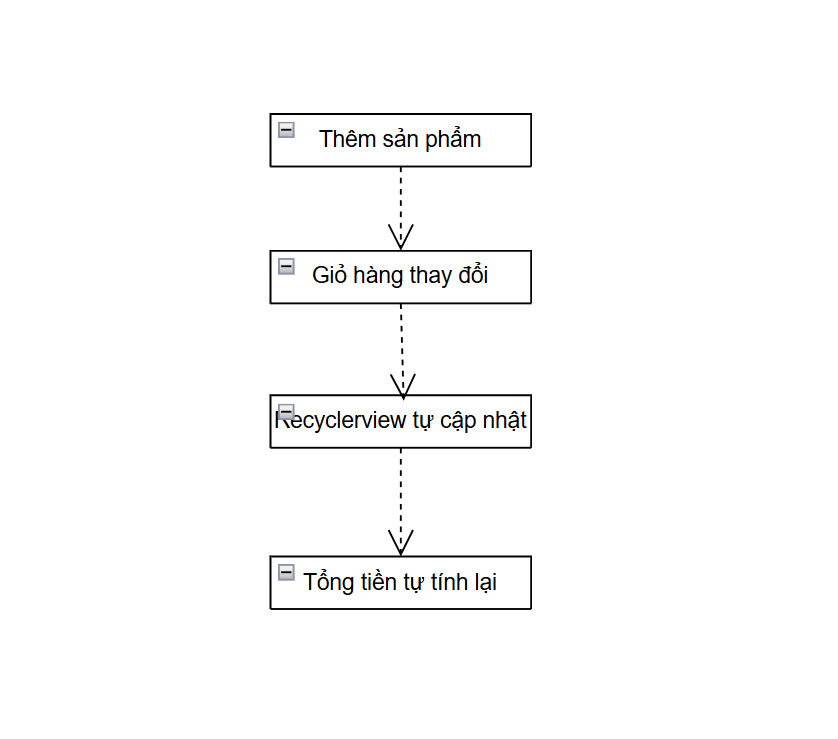 Thêm sản phẩm
Giỏ hàng thay đổi
Recyclerview tự cập nhật
Tổng tiền tự tính lại